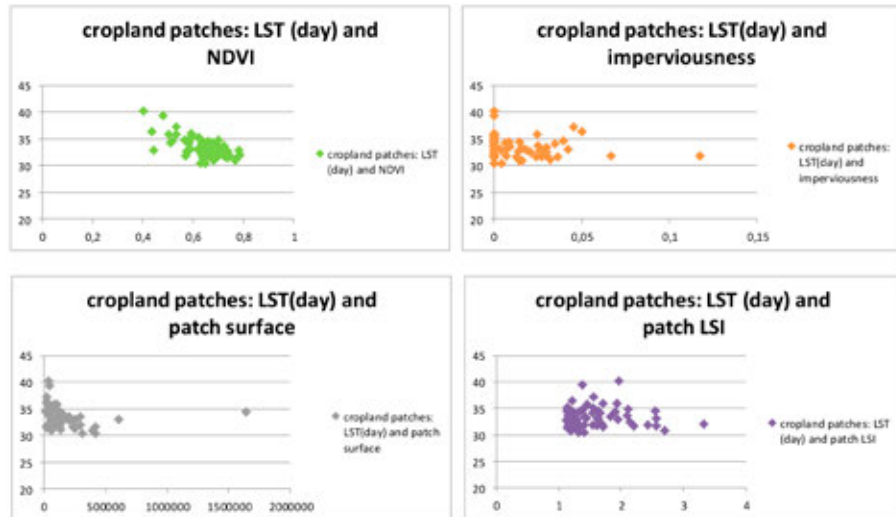 cropland patches: LST (day) and
NDVI
45
40
35
30
25
20
0
0,2
0,4
0,6
0,8
1
cropland patches: LST
(day) and NDVI
cropland patches: LST(day) and
imperviousness
45
40
35
30
25
20
0
0,05
0,1
0,15
cropland patches:
LST(day) and
imperviousness
cropland patches: LST(day) and
patch surface
45
40
35
30
25
20
0
500000
1000000
1500000
2000000
cropland patches:
LST(day) and patch
surface
cropland patches: LST (day) and
patch LSI
45
40
35
30
25
20
0
1
2
3
4
cropland patches: LST
(day) and patch LSI